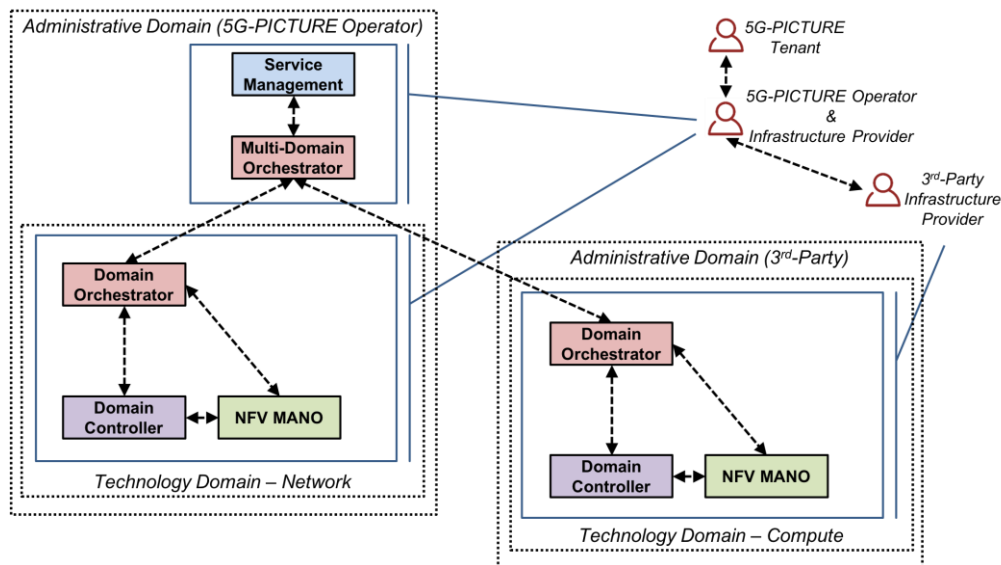 Administrative Domain (5G-PICTURE Operator)
Service
Management
Multi-Domain
Orchestrator
Domain
Orchestrator
Domain
Controller
NFV MANO
Technology Domain – Network
5G-PICTURE
Tenant
5G-PICTURE Operator
&
Infrastructure Provider
3rd-Party
Infrastructure
Provider
Administrative Domain (3rd-Party)
Domain
Orchestrator
Domain
Controller
NFV MANO
Technology Domain – Compute